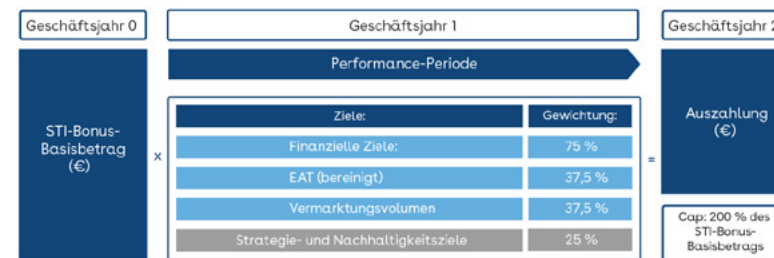 Geschäftsjahr 0
Geschäftsjahr 1
Geschäftsjahr 2
Performance-Periode
STI-Bonus-
Basisbetrag
(€)
x
Ziele:
Gewichtung:
Finanzielle Ziele:
75 %
EAT (bereinigt)
37,5 %
Vermarktungsvolumen
37,5 %
Strategie- und Nachhaltigkeitsziele
25 %
=
Auszahlung
(€)
Cap: 200 % des
STI-Bonus-
Basisbetrags